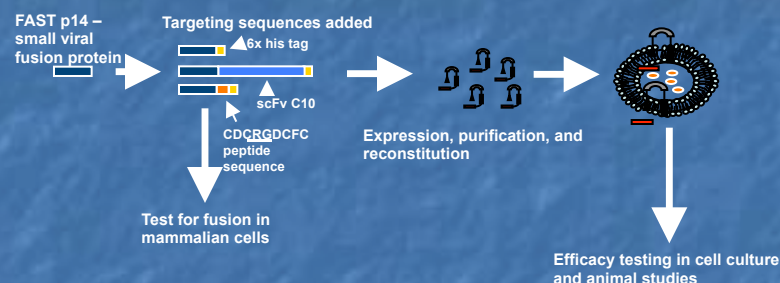 FAST p14 –
small viral
fusion protein
Targeting sequences added
6x his tag
scFv C10
CDCRGDCFC
peptide
sequence
Expression, purification, and
reconstitution
Test for fusion in
mammalian cells
Efficacy testing in cell culture
and animal studies